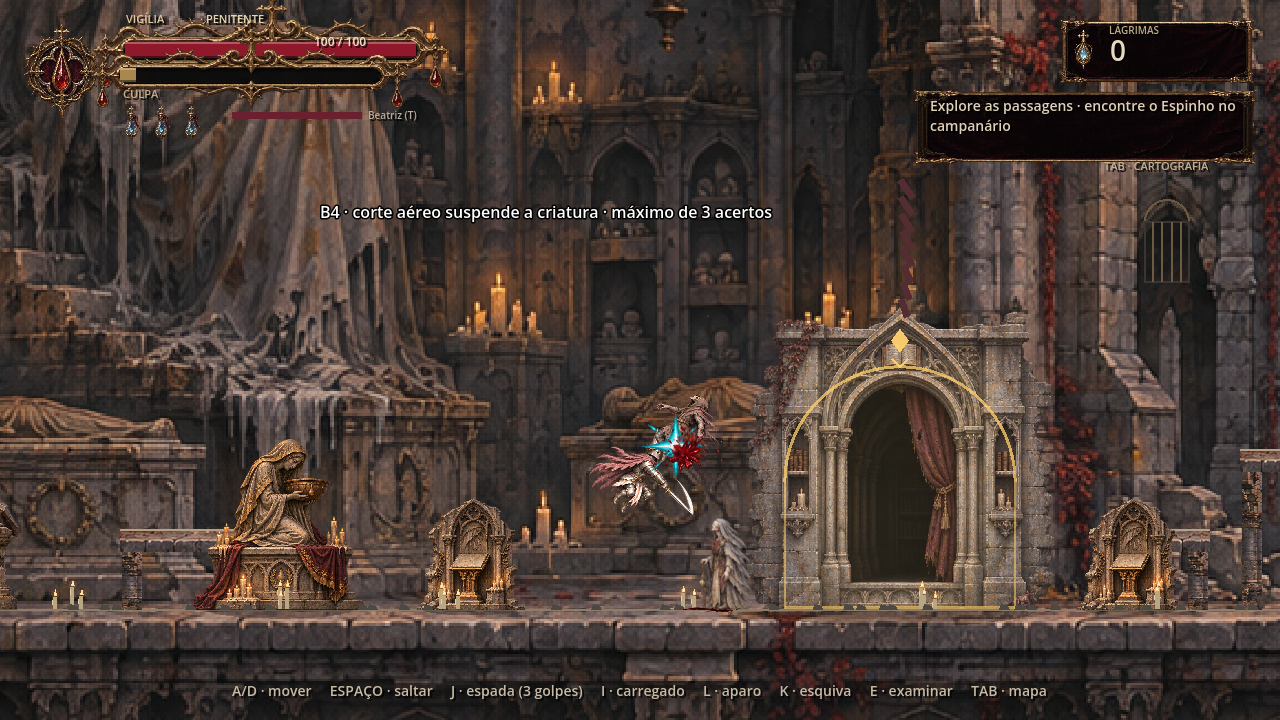 VIGÍLIA
PENITENTE
100 / 100
CULPA
Beatriz (T)
LÁGRIMAS
0
Explore as passagens · encontre o Espinho no
campanário
TAB · CARTOGRAFIA
B4 · corte aéreo suspende a criatura · máximo de 3 acertos
A/D · mover ESPAÇO · saltar J · espada (3 golpes) I · carregado L · aparo K · esquiva E · examinar TAB · mapa